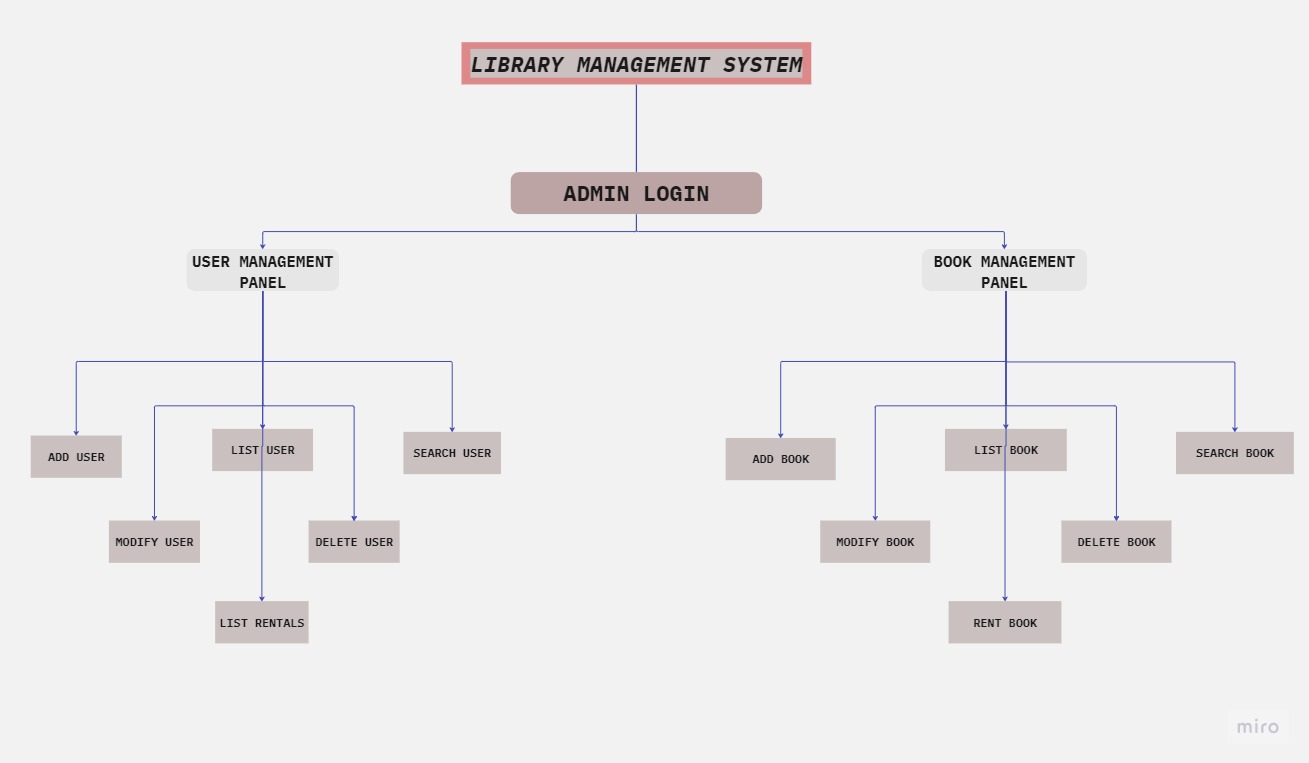 LIBRARY MANAGEMENT SYSTEM
ADMIN LOGIN
USER MANAGEMENT
PANEL
BOOK MANAGEMENT
PANEL
ADD USER
LIST USER
SEARCH USER
MODIFY USER
DELETE USER
LIST RENTALS
ADD BOOK
LIST BOOK
SEARCH BOOK
MODIFY BOOK
DELETE BOOK
RENT BOOK
miro